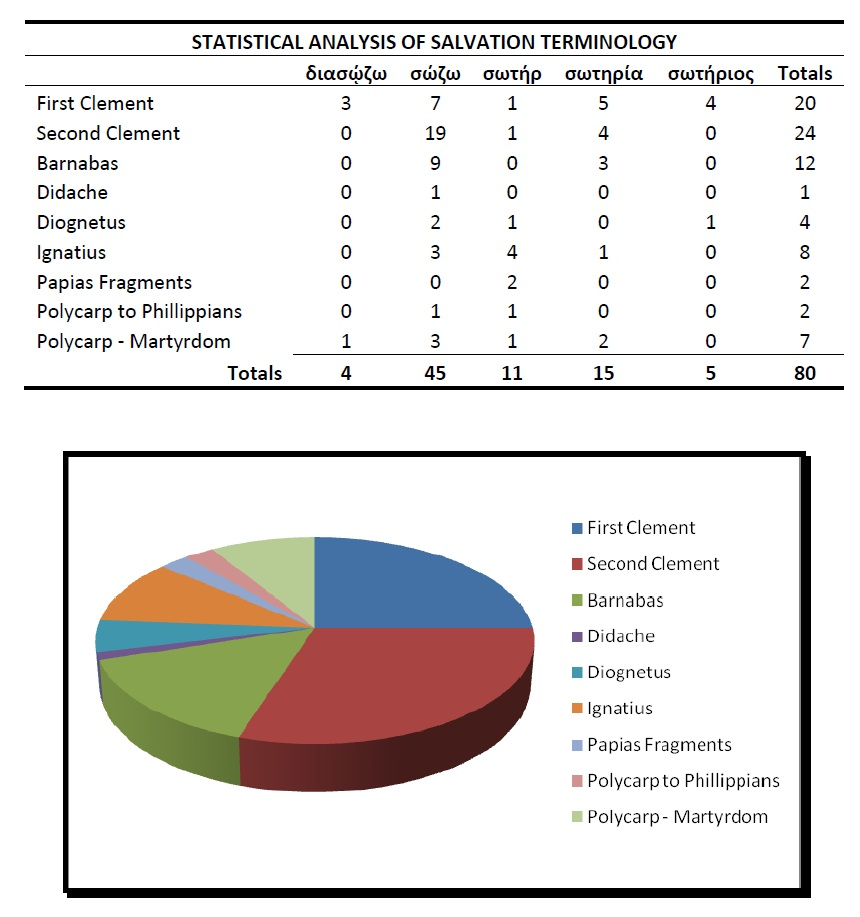 STATISTICAL ANALYSIS OF SALVATION TERMINOLOGY
διασῴζω σώζω σωτήρ σωτηρία σωτήριος Totals
First Clement 3 7 1 5 4 20
Second Clement 0 19 1 4 0 24
Barnabas 0 9 0 3 0 12
Didache 0 1 0 0 0 1
Diognetus 0 2 1 0 1 4
Ignatius 0 3 4 1 0 8
Papias Fragments 0 0 2 0 0 2
Polycarp to Phillippians 0 1 1 0 0 2
Polycarp - Martyrdom 1 3 1 2 0 7
Totals 4 45 11 15 5 80
First Clement
Second Clement
Barnabas
Didache
Diognetus
Ignatius
Papias Fragments
Polycarp to Phillippians
Polycarp - Martyrdom